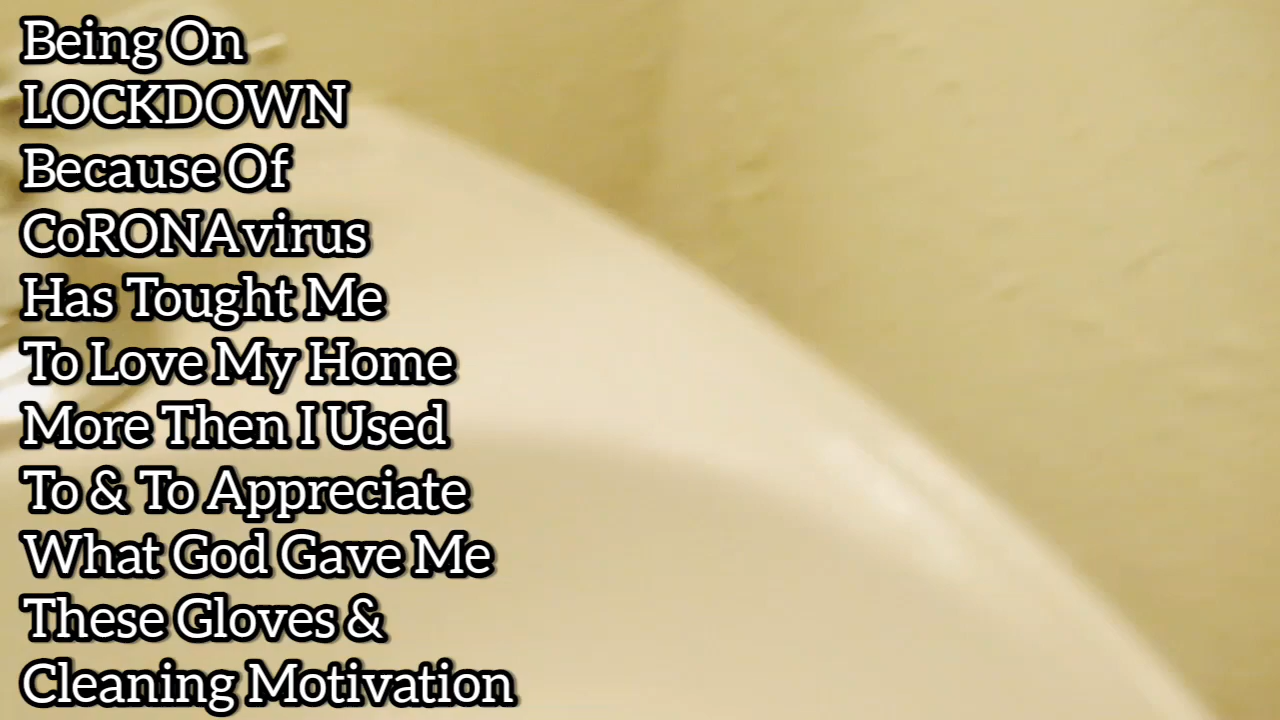 Being On
LOCKDOWN
Because Of
CoRONAvirus
Has Tought Me
To Love My Home
More Then I Used
To & To Appreciate
What God Gave Me
These Gloves &
Cleaning Motivation